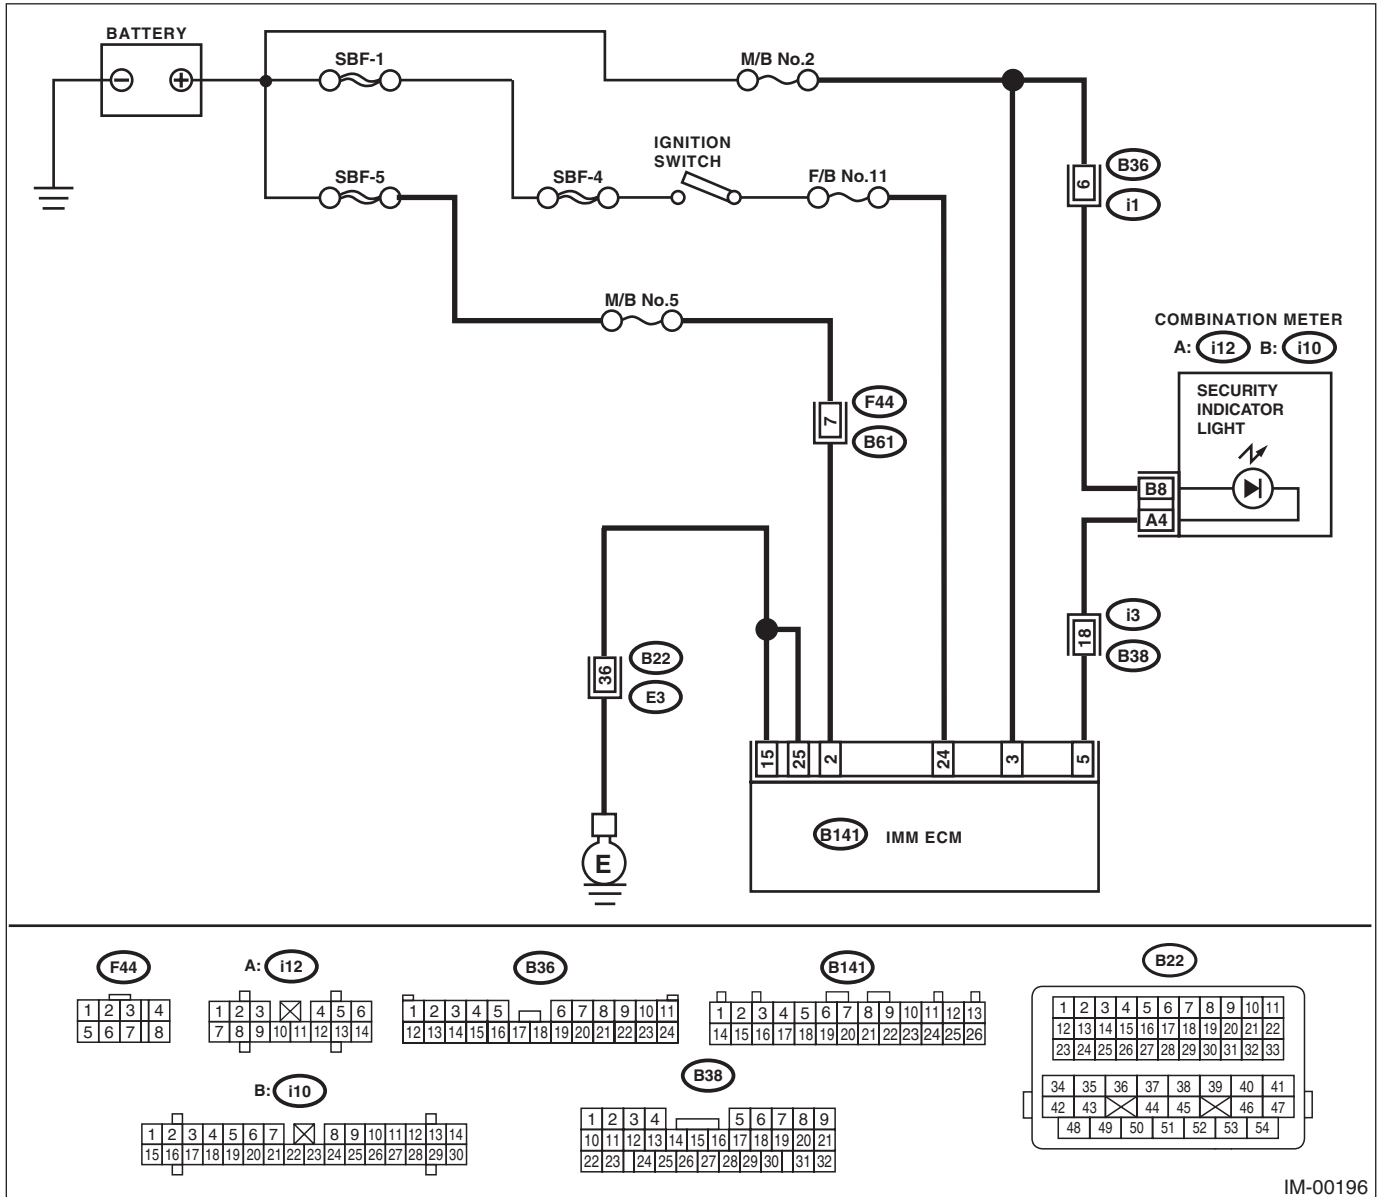 BATTERY
SBF-1
M/B No.2
IGNITION
SWITCH
B36
6
i1
SBF-5
SBF-4
F/B No.11
M/B No.5
COMBINATION METER
A: i12 B: i10
SECURITY
INDICATOR
LIGHT
F44
7
B61
B8
A4
i3
18
B38
B22
36
E3
15 25 2 24 3 5
B141 IMM ECM
E
F44
1 2 3 4
5 6 7 8
A: i12
1 2 3 4 5 6
7 8 9 10 11 12 13 14
B36
1 2 3 4 5 6 7 8 9 10 11
12 13 14 15 16 17 18 19 20 21 22 23 24
B141
1 2 3 4 5 6 7 8 9 10 11 12 13
14 15 16 17 18 19 20 21 22 23 24 25 26
B22
1 2 3 4 5 6 7 8 9 10 11
12 13 14 15 16 17 18 19 20 21 22
23 24 25 26 27 28 29 30 31 32 33
34 35 36 37 38 39 40 41
42 43 44 45 46 47
48 49 50 51 52 53 54
B: i10
1 2 3 4 5 6 7 8 9 10 11 12 13 14
15 16 17 18 19 20 21 22 23 24 25 26 27 28 29 30
B38
1 2 3 4 5 6 7 8 9
10 11 12 13 14 15 16 17 18 19 20 21
22 23 24 25 26 27 28 29 30 31 32
IM-00196